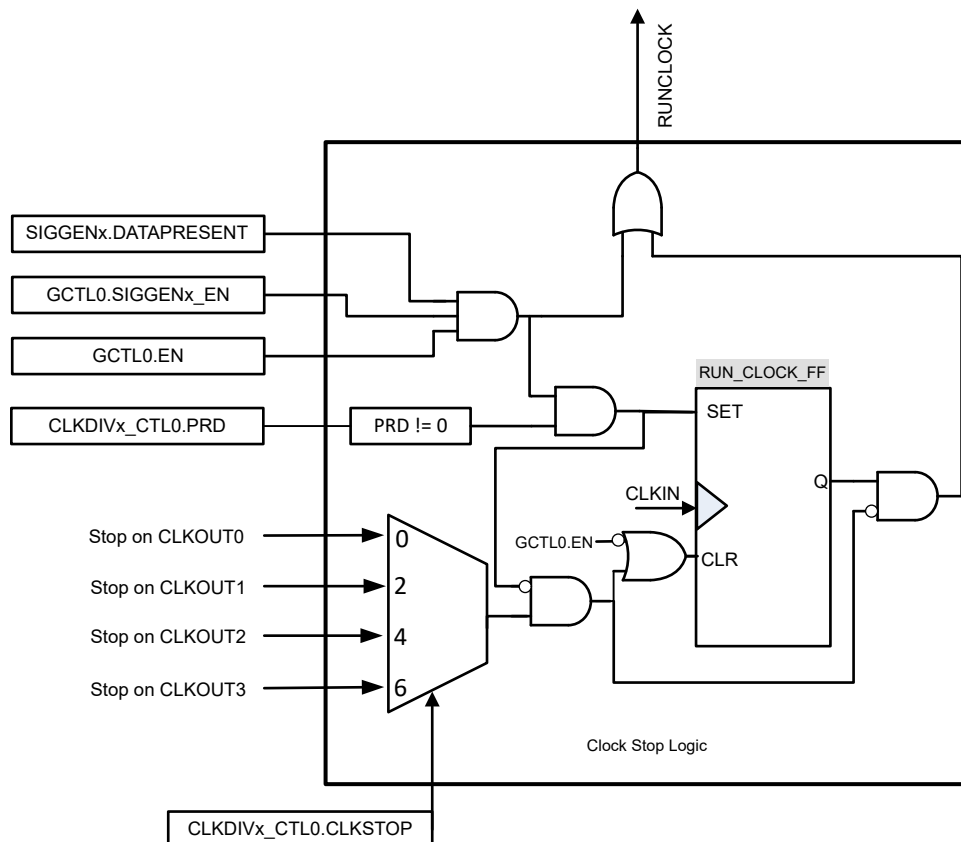 RUNCLOCK
SIGGENx.DATAPRESENT
GCTL0.SIGGENx_EN
GCTL0.EN
RUN_CLOCK_FF
CLKDIVx_CTL0.PRD
PRD != 0
SET
Q
CLKIN
Stop on CLKOUT0
0
GCTL0.EN
CLR
Stop on CLKOUT1
2
Stop on CLKOUT2
4
Stop on CLKOUT3
6
Clock Stop Logic
CLKDIVx_CTL0.CLKSTOP